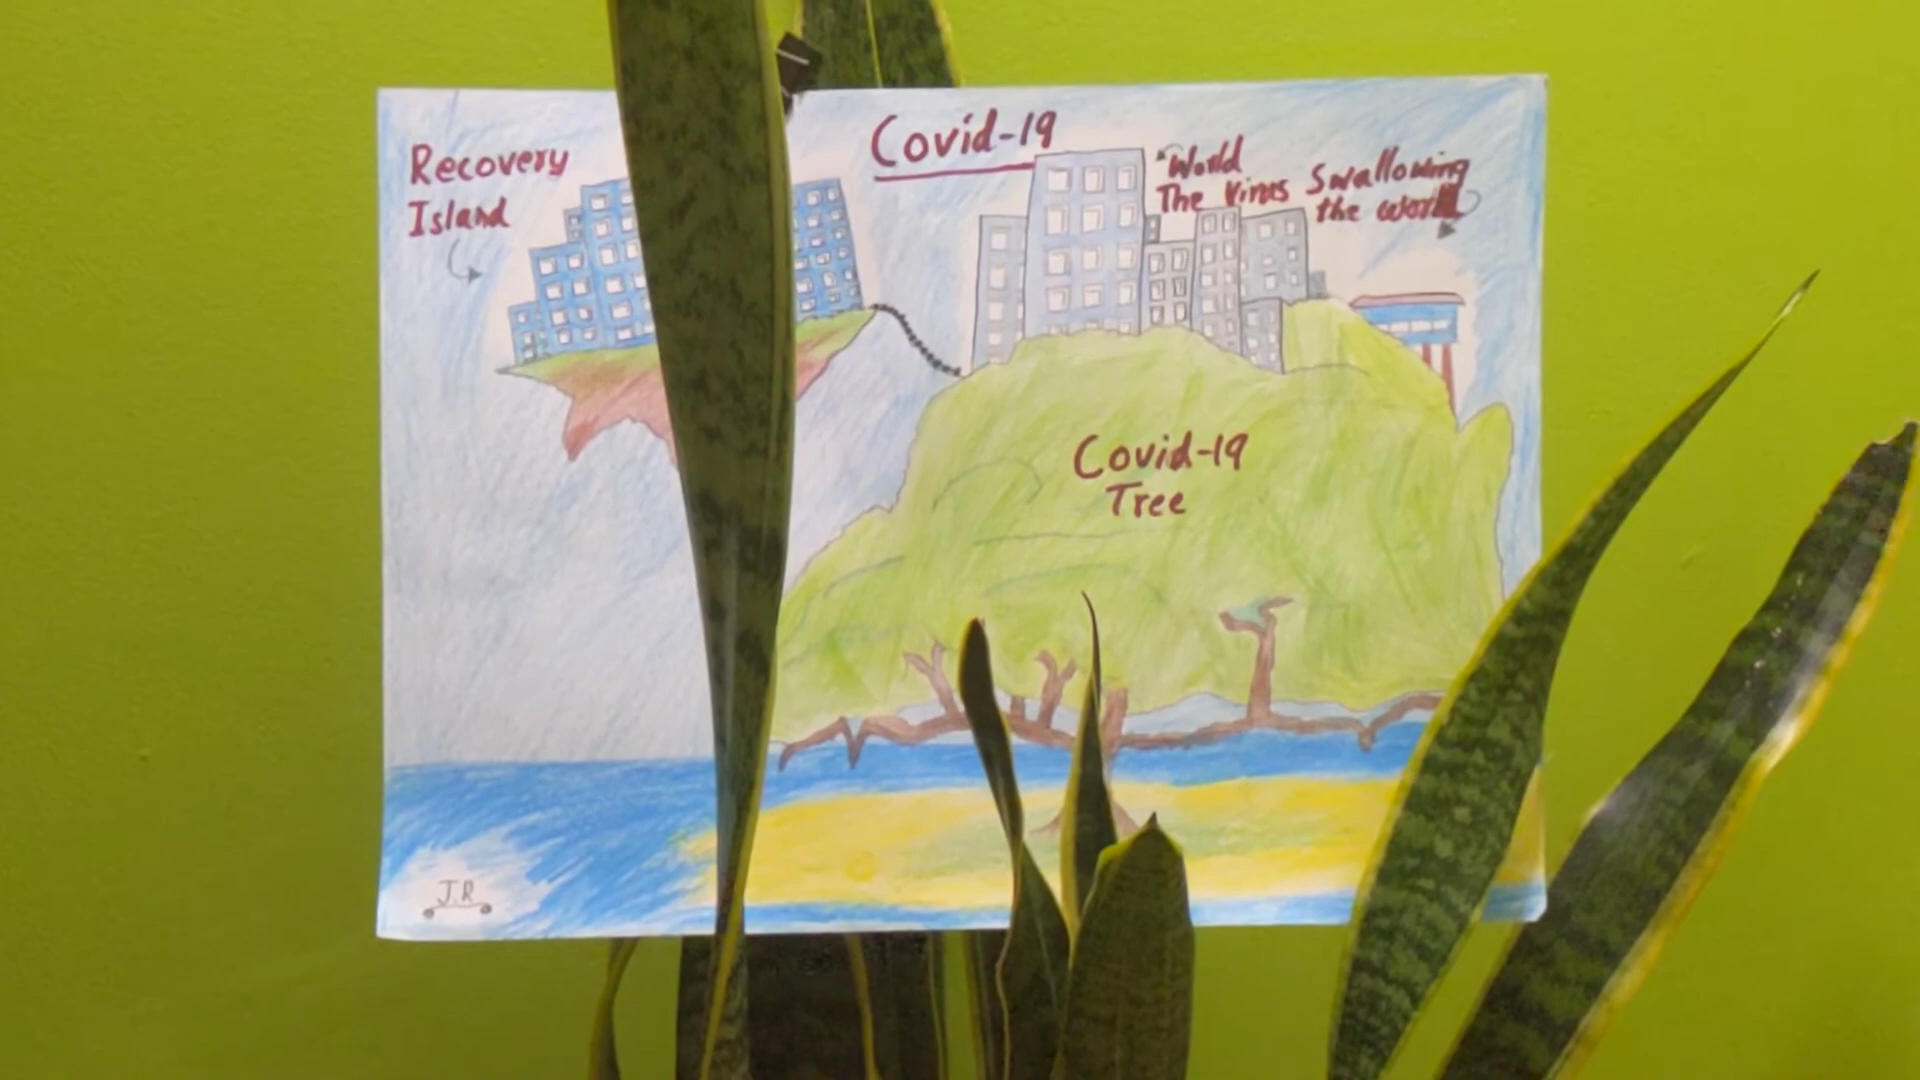 Covid-19
Recovery
Island
"World
The Virus Swallowing
the world
Covid-19
Tree
J.R